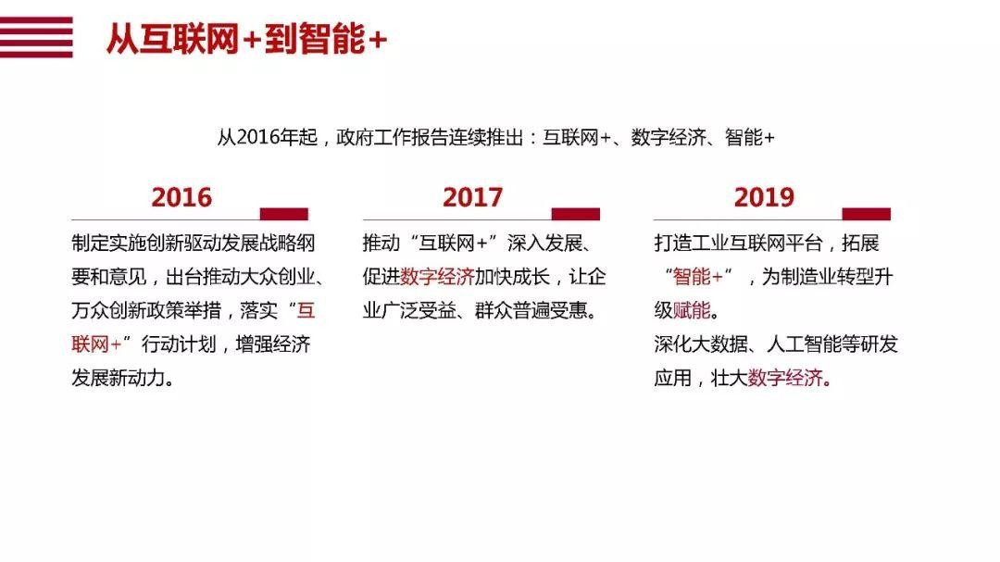 从互联网+到智能+
从2016年起，政府工作报告连续推出：互联网+、数字经济、智能+
2016
制定实施创新驱动发展战略纲
要和意见，出台推动大众创业、
万众创新政策举措，落实“互
联网+”行动计划，增强经济
发展新动力。
2017
推动“互联网+”深入发展、
促进数字经济加快成长，让企
业广泛受益、群众普遍受惠。
2019
打造工业互联网平台，拓展
“智能+”，为制造业转型升
级赋能。
深化大数据、人工智能等研发
应用，壮大数字经济。